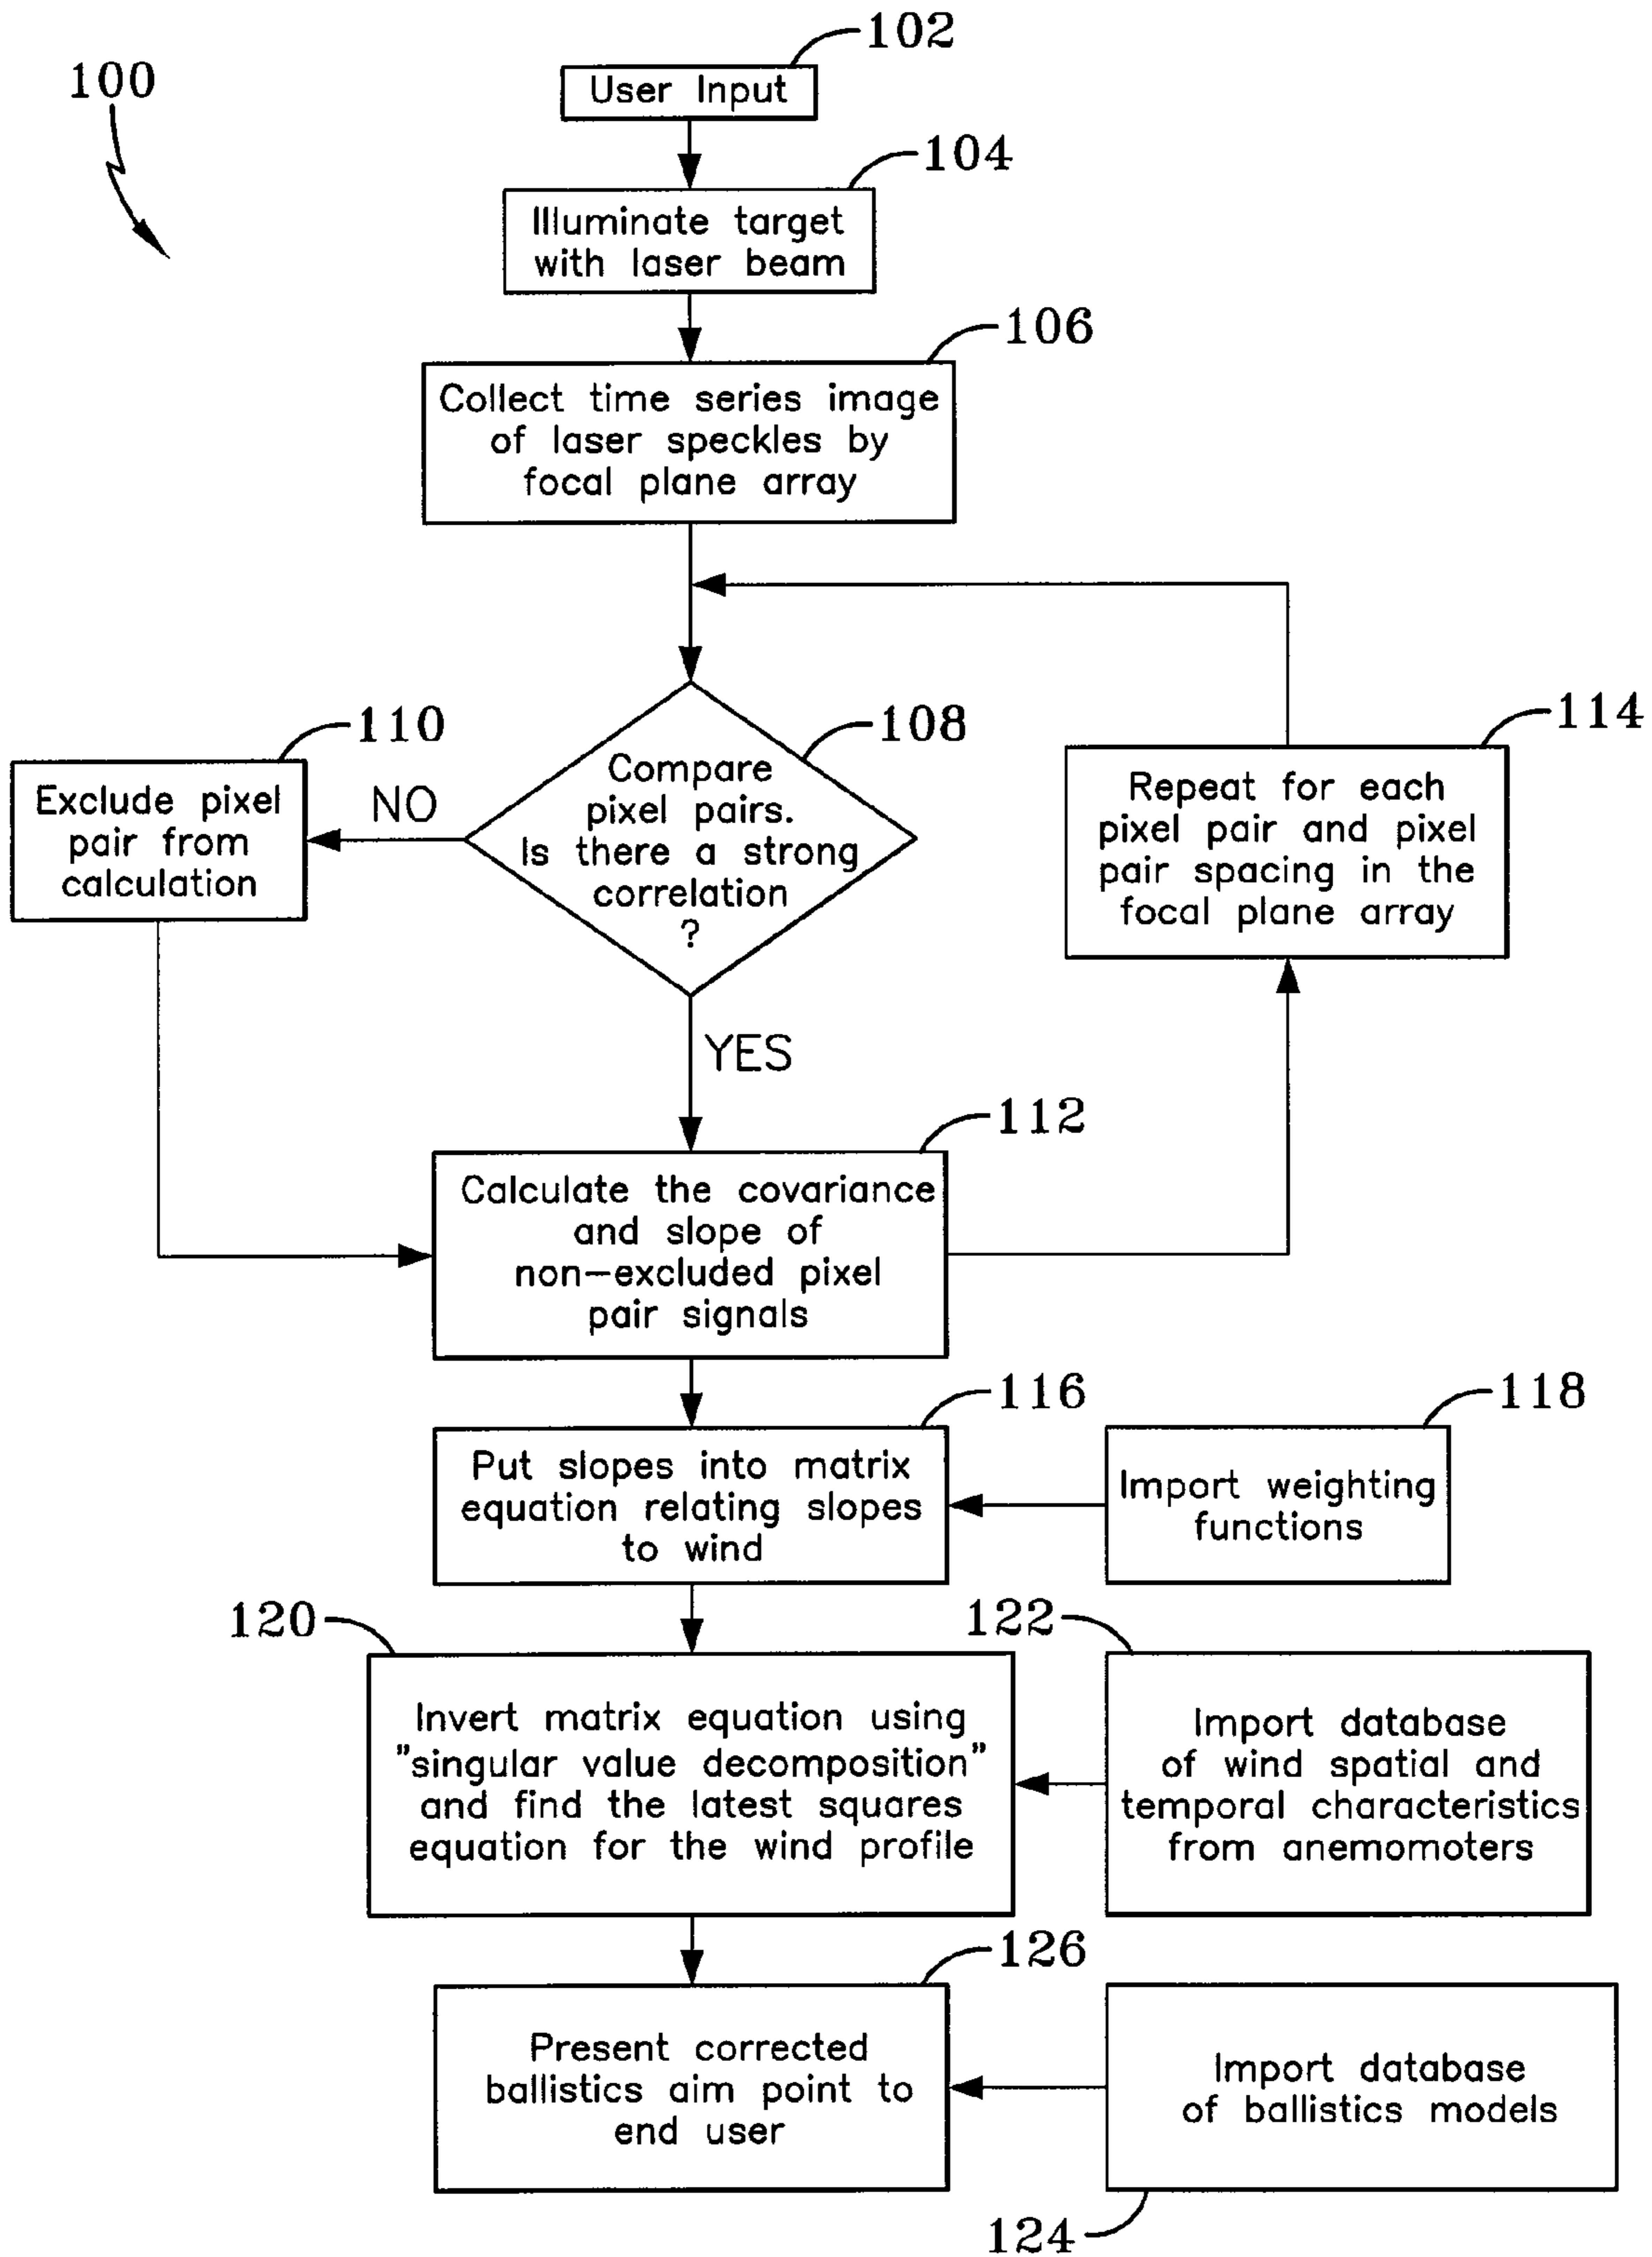 100
102
User Input
104
Illuminate target
with laser beam
106
Collect time series image
of laser speckles by
focal plane array
108
Compare
pixel pairs.
Is there a strong
correlation
?
NO
YES
110
Exclude pixel
pair from
calculation
114
Repeat for each
pixel pair and pixel
pair spacing in the
focal plane array
112
Calculate the covariance
and slope of
non-excluded pixel
pair signals
116
Put slopes into matrix
equation relating slopes
to wind
118
Import weighting
functions
120
Invert matrix equation using
"singular value decomposition"
and find the latest squares
equation for the wind profile
122
Import database
of wind spatial and
temporal characteristics
from anemomoters
126
Present corrected
ballistics aim point to
end user
Import database
of ballistics models
124